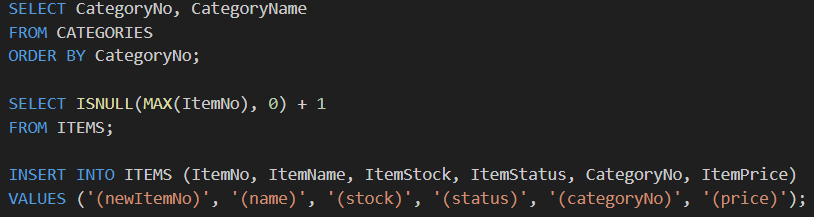 SELECT CategoryNo, CategoryName
FROM CATEGORIES
ORDER BY CategoryNo;
SELECT ISNULL(MAX(ItemNo), 0) + 1
FROM ITEMS;
INSERT INTO ITEMS (ItemNo, ItemName, ItemStock, ItemStatus, CategoryNo, ItemPrice)
VALUES ('(newItemNo)', '(name)', '(stock)', '(status)', '(categoryNo)', '(price)');